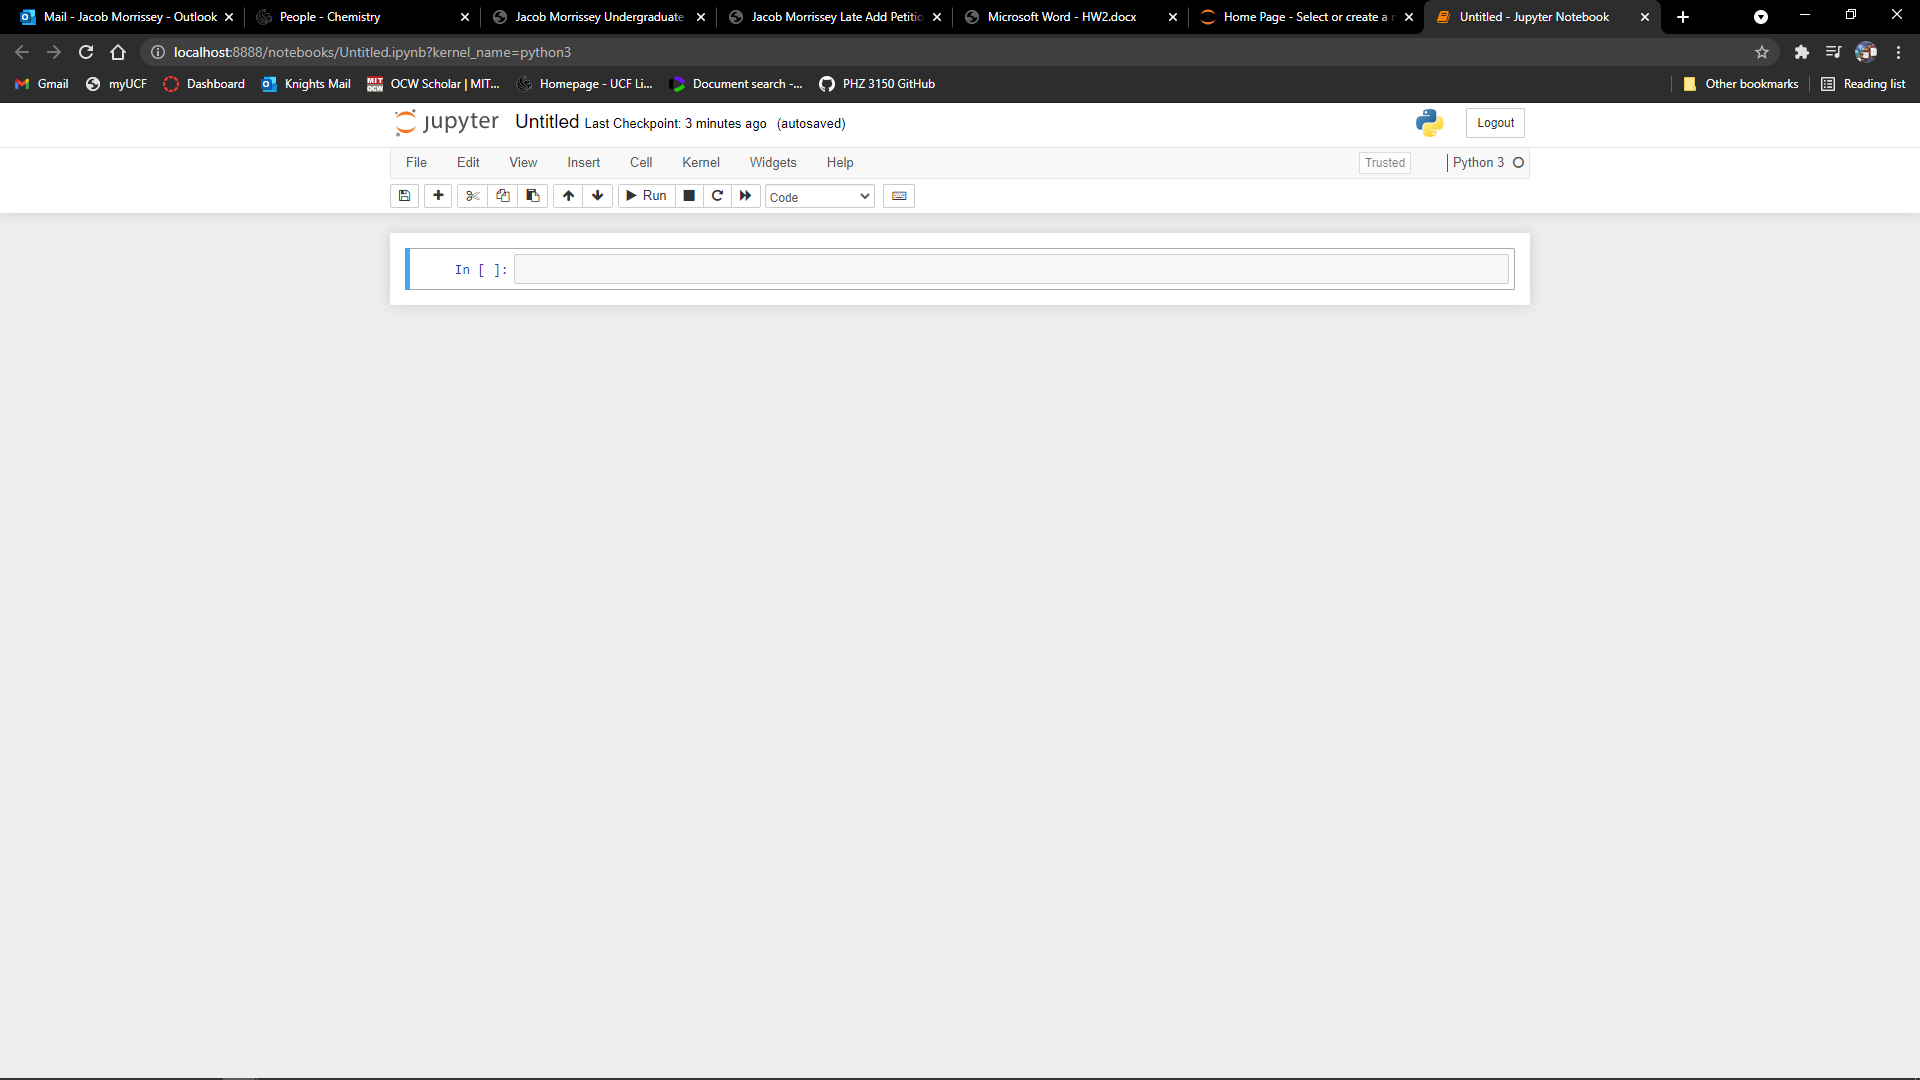 Mail - Jacob Morrissey - Outlook People - Chemistry Jacob Morrissey Undergraduate Jacob Morrissey Late Add Petitio Microsoft Word - HW2.docx Home Page - Select or create a n Untitled - Jupyter Notebook
localhost:8888/notebooks/Untitled.ipynb?kernel_name=python3
Gmail myUCF Dashboard Knights Mail MIT OCW OCW Scholar | MIT... Homepage - UCF Li... Document search -... PHZ 3150 GitHub Other bookmarks Reading list
jupyter Untitled Last Checkpoint: 3 minutes ago (autosaved) Logout
File Edit View Insert Cell Kernel Widgets Help Trusted Python 3
Run Code
In [ ]: